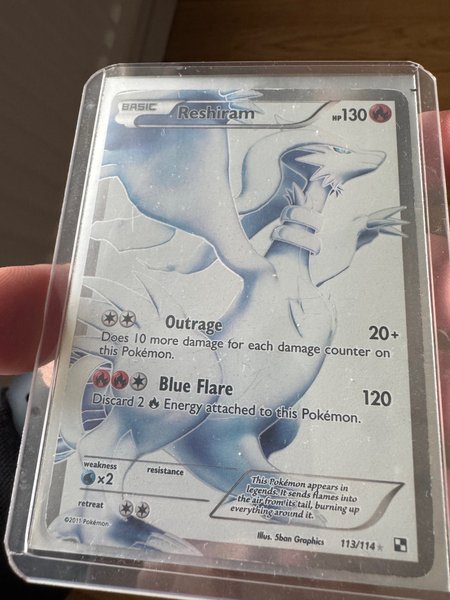 BASIC Reshiram HP130
Outrage 20+
Does 10 more damage for each damage counter on
this Pokémon.
Blue Flare 120
Discard 2 Energy attached to this Pokémon.
weakness resistance
×2
retreat
This Pokémon appears in
legends. It sends flames into
the air from its tail, burning up
everything around it.
©2011 Pokémon
Illus. 5ban Graphics 113/114